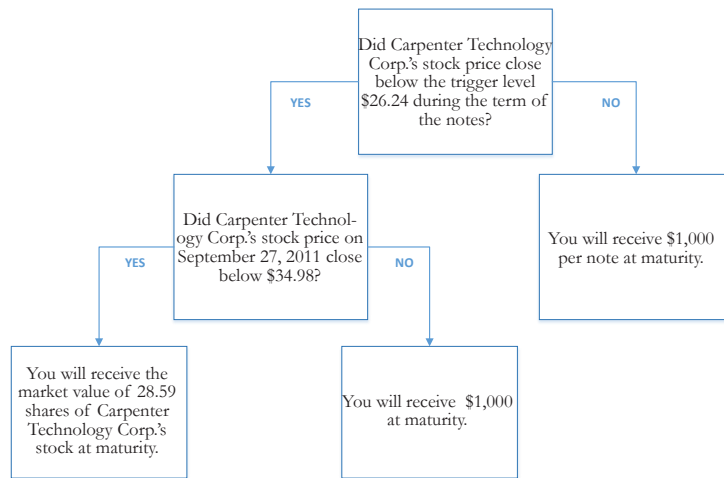 Did Carpenter Technology
Corp.'s stock price close
below the trigger level
$26.24 during the term of
the notes?
YES
NO
Did Carpenter Technol-
ogy Corp.'s stock price on
September 27, 2011 close
below $34.98?
You will receive $1,000
per note at maturity.
YES
NO
You will receive the
market value of 28.59
shares of Carpenter
Technology Corp.'s
stock at maturity.
You will receive $1,000
at maturity.